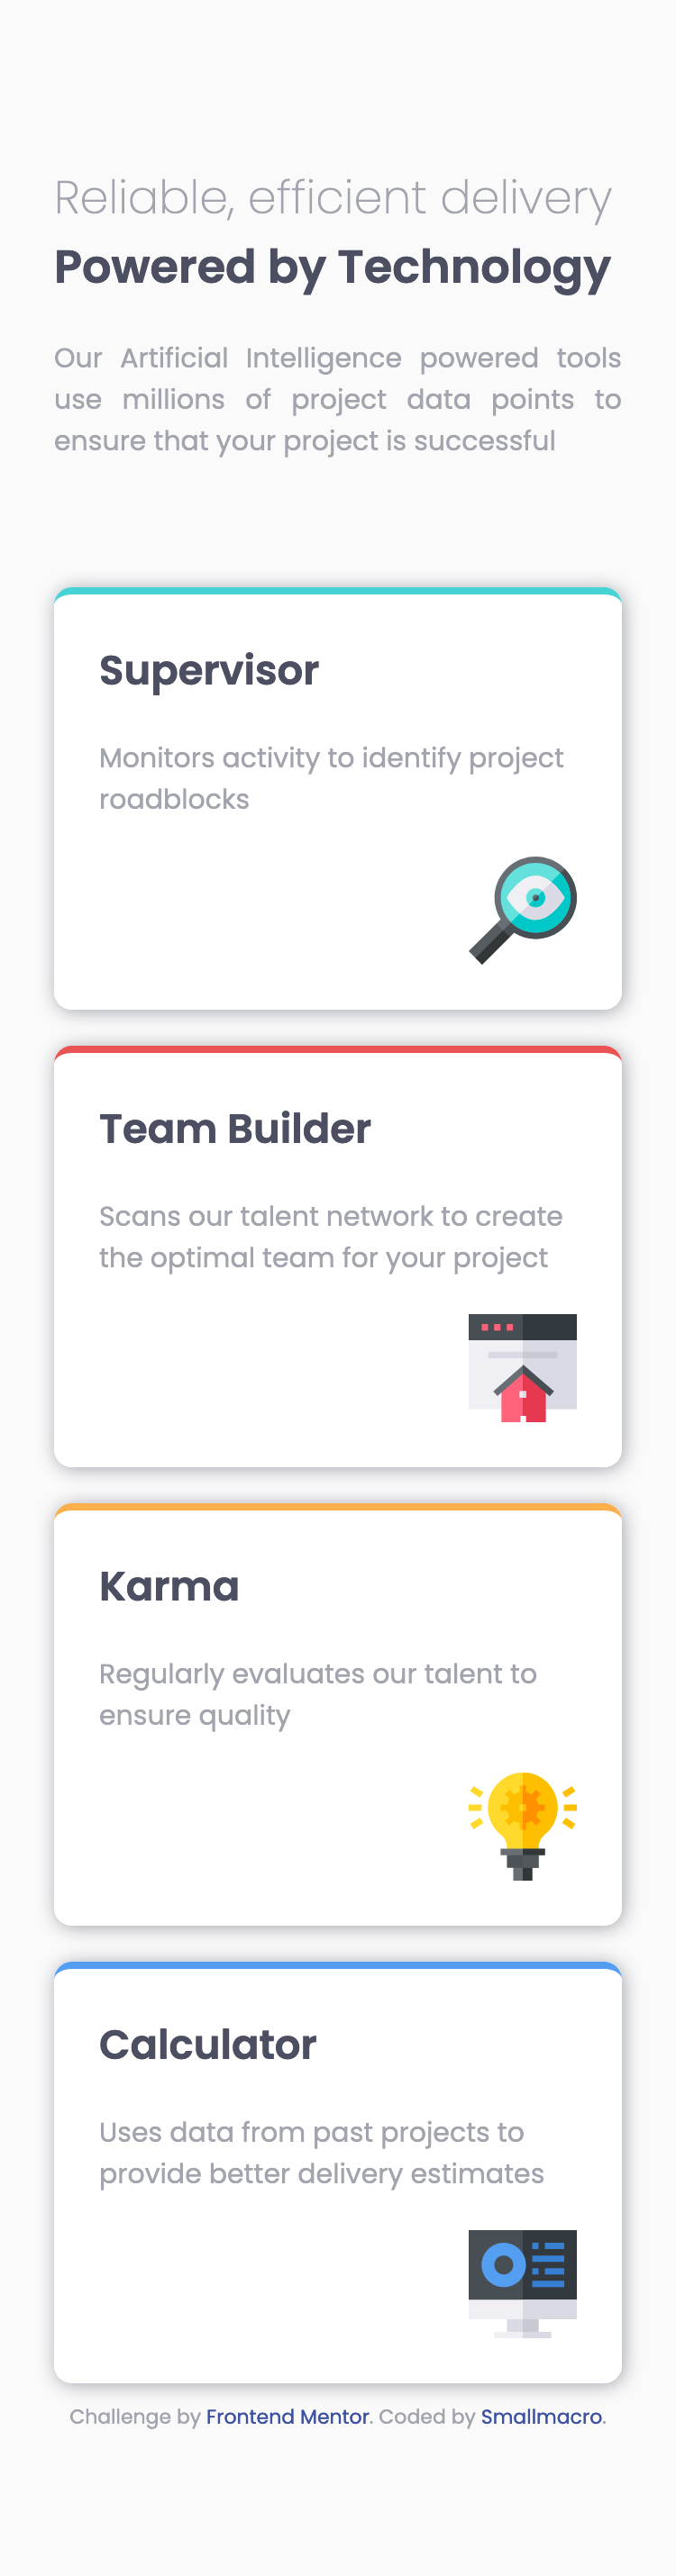 Reliable, efficient delivery
Powered by Technology
Our Artificial Intelligence powered tools
use millions of project data points to
ensure that your project is successful
Supervisor
Monitors activity to identify project
roadblocks
Team Builder
Scans our talent network to create
the optimal team for your project
Karma
Regularly evaluates our talent to
ensure quality
Calculator
Uses data from past projects to
provide better delivery estimates
Challenge by Frontend Mentor. Coded by Smallmacro.